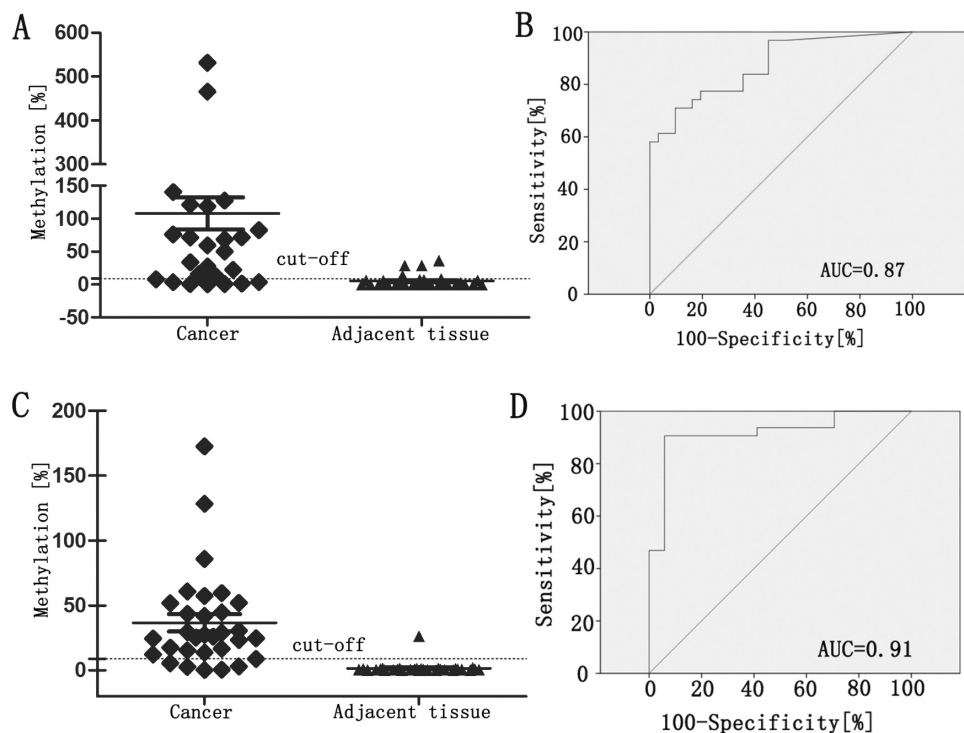 A
Methylation [%]
600
500
400
300
150
100
50
0
-50
cut-off
Cancer
Adjacent tissue
B
Sensitivity[%]
100
80
60
40
20
0
AUC=0.87
0
20
40
60
80
100
100-Specificity[%]
C
Methylation [%]
200
150
100
50
0
cut-off
Cancer
Adjacent tissue
D
Sensitivity[%]
100
80
60
40
20
0
AUC=0.91
0
20
40
60
80
100
100-Specificity[%]